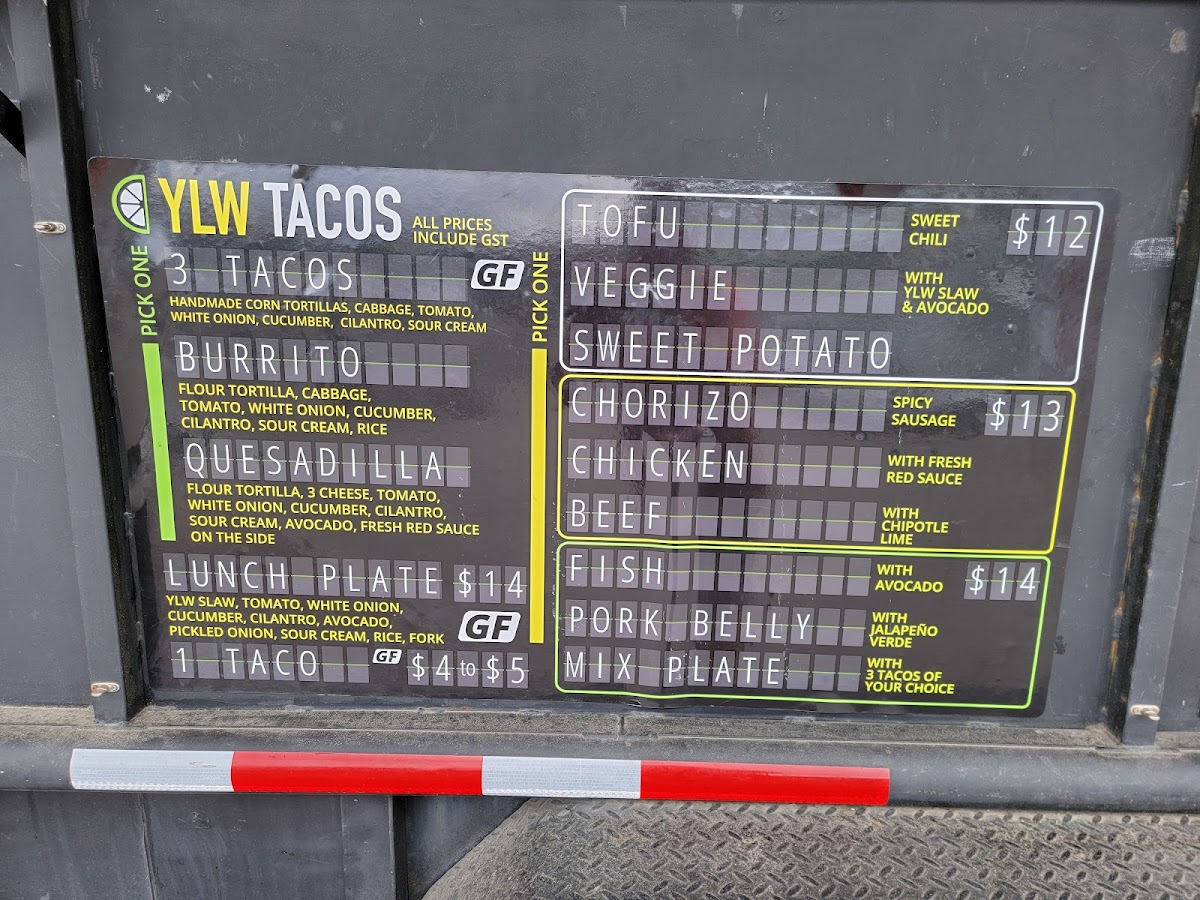 YLW TACOS
ALL PRICES
INCLUDE GST
PICK ONE
3 TACOS GF
HANDMADE CORN TORTILLAS, CABBAGE, TOMATO,
WHITE ONION, CUCUMBER, CILANTRO, SOUR CREAM
BURRITO
FLOUR TORTILLA, CABBAGE,
TOMATO, WHITE ONION, CUCUMBER,
CILANTRO, SOUR CREAM, RICE
QUESADILLA
FLOUR TORTILLA, 3 CHEESE, TOMATO,
WHITE ONION, CUCUMBER, CILANTRO,
SOUR CREAM, AVOCADO, FRESH RED SAUCE
ON THE SIDE
LUNCH PLATE $14
YLW SLAW, TOMATO, WHITE ONION,
CUCUMBER, CILANTRO, AVOCADO,
PICKLED ONION, SOUR CREAM, RICE, FORK
GF
1 TACO GF $4 to $5
PICK ONE
TOFU SWEET
CHILI
$12
VEGGIE WITH
YLW SLAW
& AVOCADO
SWEET POTATO
CHORIZO SPICY
SAUSAGE
$13
CHICKEN WITH FRESH
RED SAUCE
BEEF WITH
CHIPOTLE
LIME
FISH WITH
AVOCADO
$14
PORK BELLY WITH
JALAPEÑO
VERDE
MIX PLATE WITH
3 TACOS OF
YOUR CHOICE